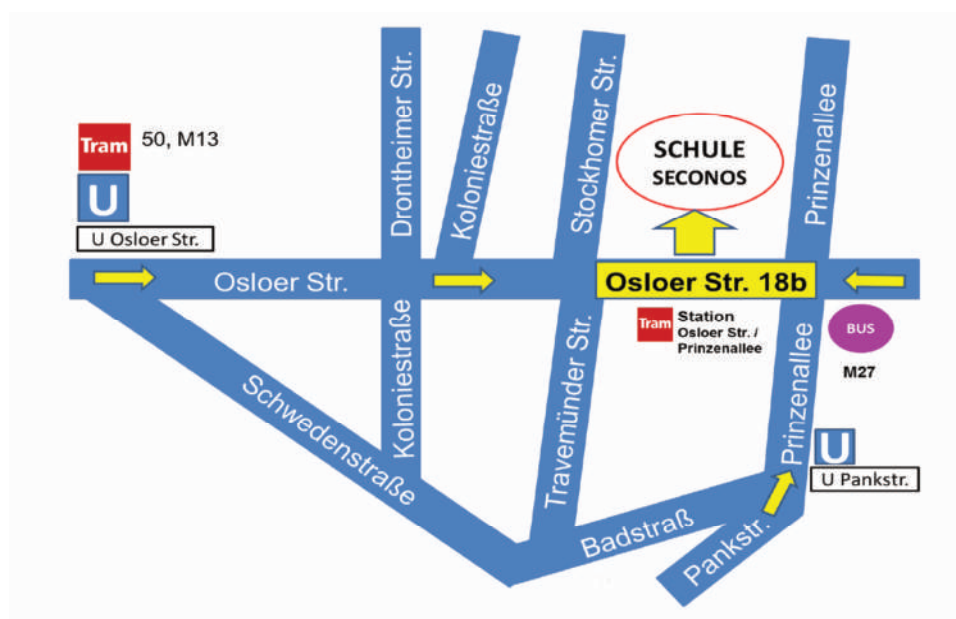 Tram
50, M13
U
U Osloer Str.
Drontheimer Str.
Koloniestraße
Stockhomer Str.
SCHULE
SECONOS
Prinzenallee
Osloer Str.
Osloer Str. 18b
Tram
Station
Osloer Str. /
Prinzenallee
BUS
M27
Koloniestraße
Schwedenstraße
Travemünder Str.
Prinzenallee
U
U Pankstr.
Badstraß
Pankstr.